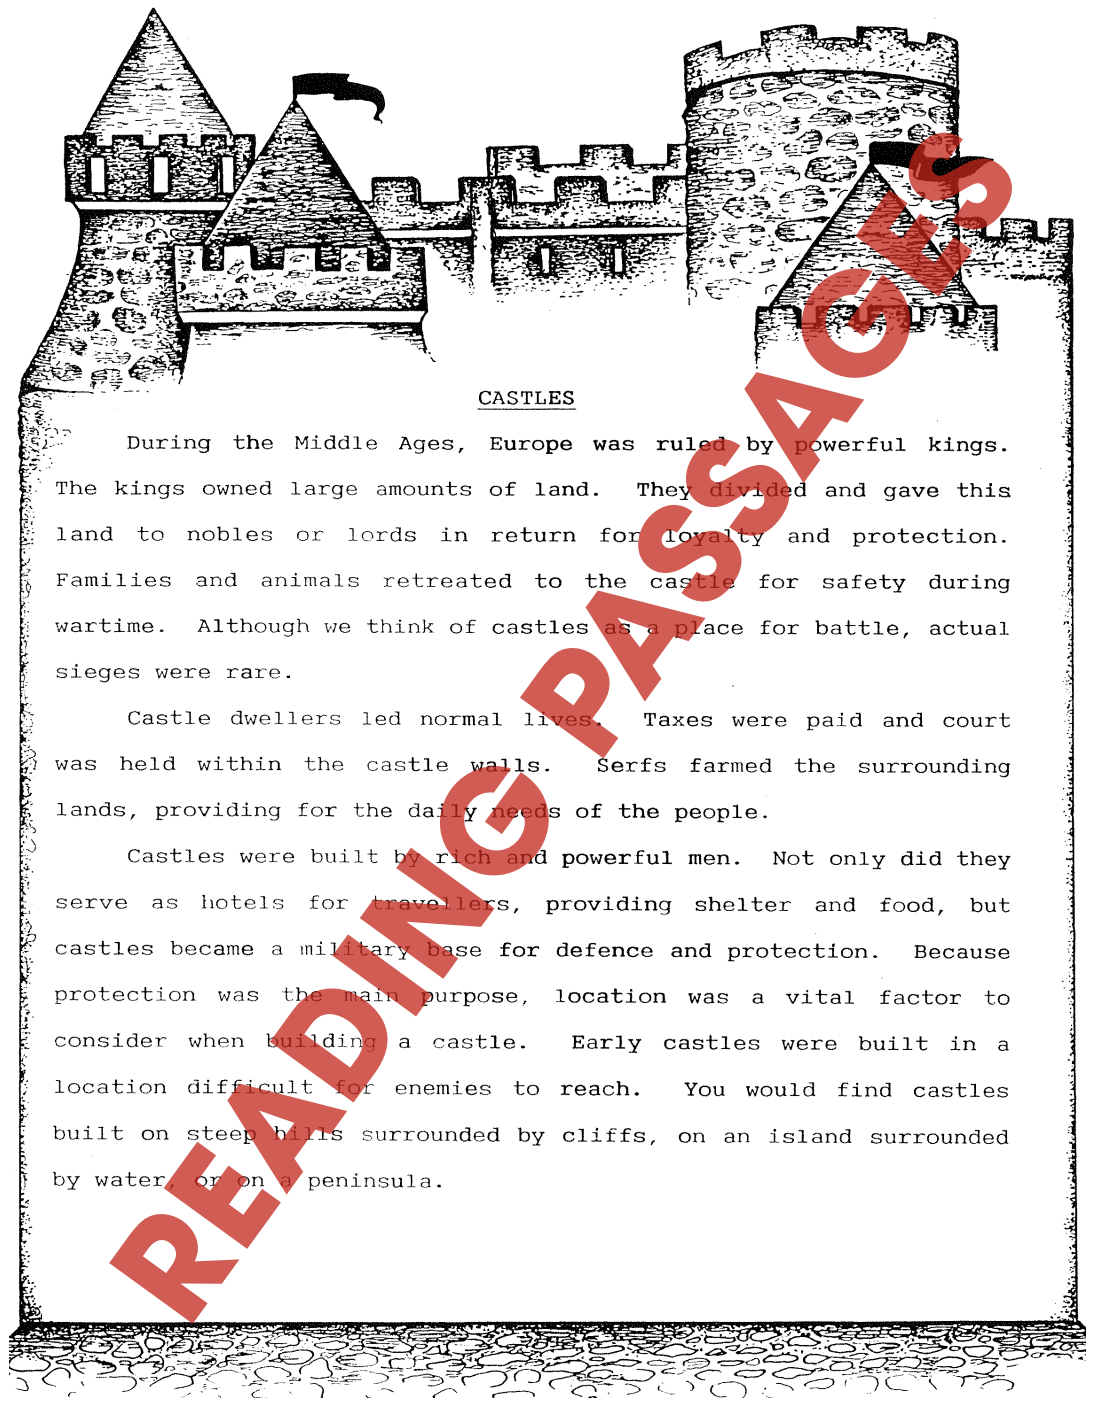 CASTLES
During the Middle Ages, Europe was ruled by powerful kings.
The kings owned large amounts of land. They divided and gave this
land to nobles or lords in return for loyalty and protection.
Families and animals retreated to the castle for safety during
wartime. Although we think of castles as a place for battle, actual
sieges were rare.
Castle dwellers led normal lives. Taxes were paid and court
was held within the castle walls. Serfs farmed the surrounding
lands, providing for the daily needs of the people.
Castles were built by rich and powerful men. Not only did they
serve as hotels for travellers, providing shelter and food, but
castles became a military base for defence and protection. Because
protection was the main purpose, location was a vital factor to
consider when building a castle. Early castles were built in a
location difficult for enemies to reach. You would find castles
built on steep hills surrounded by cliffs, on an island surrounded
by water, or on a peninsula.
READING PASSAGES